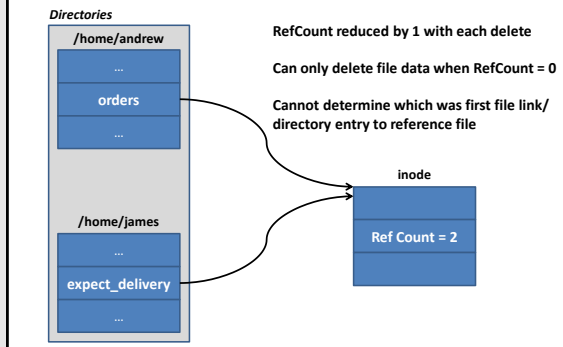 Directories
/home/andrew
...
orders
...
/home/james
...
expect_delivery
...
RefCount reduced by 1 with each delete
Can only delete file data when RefCount = 0
Cannot determine which was first file link/
directory entry to reference file
inode
Ref Count = 2